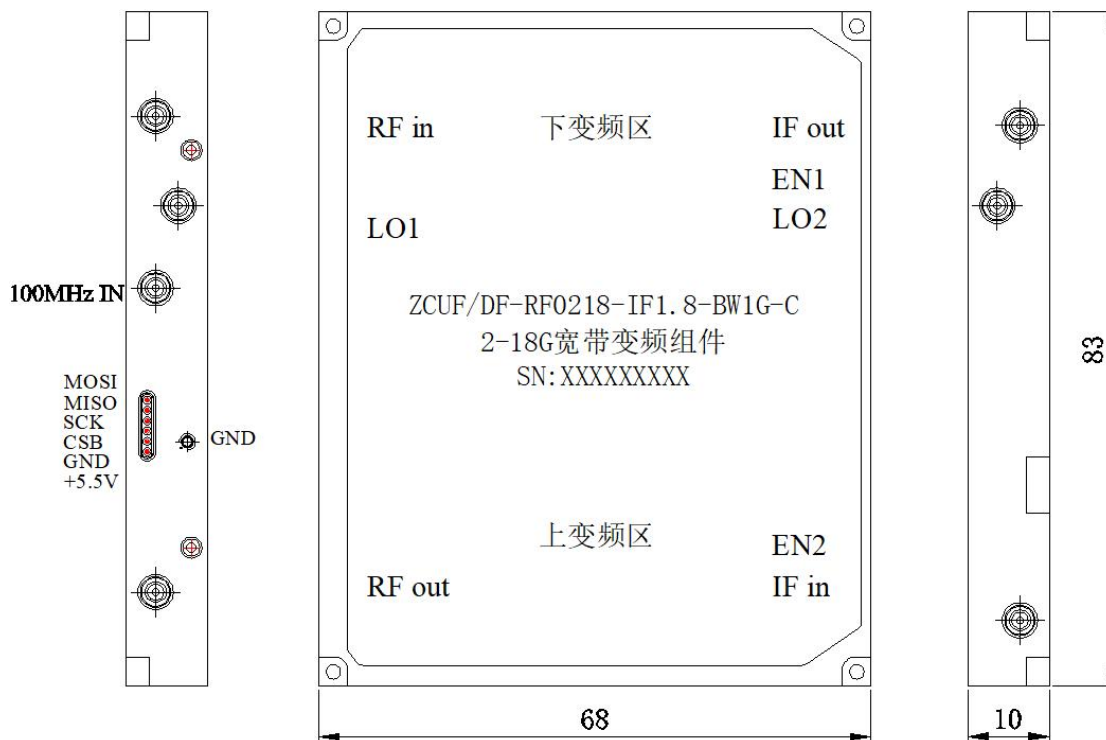 RF in
下变频区
IF out
EN1
LO2
LO1
100MHz IN
ZCUF/DF-RF0218-IF1.8-BW1G-C
2-18G宽带变频组件
SN:XXXXXXXXX
MOSI
MISO
SCK
CSB
GND
+5.5V
GND
上变频区
EN2
RF out
IF in
83
68
10